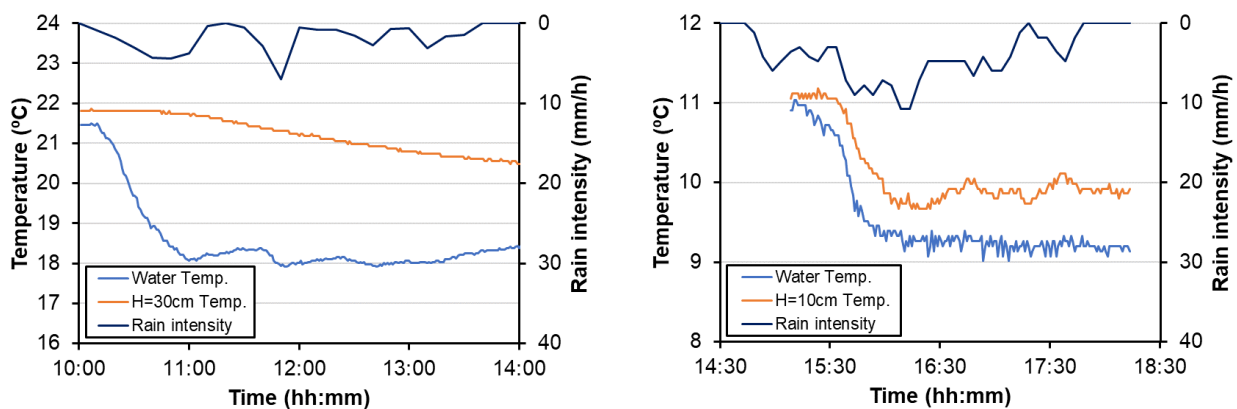 24
23
22
21
20
19
18
17
16
Temperature (ºC)
0
10
20
30
40
Rain intensity (mm/h)
Water Temp.
H=30cm Temp.
Rain intensity
10:00 11:00 12:00 13:00 14:00
Time (hh:mm)
12
11
10
9
8
Temperature (ºC)
0
10
20
30
40
Rain intensity (mm/h)
Water Temp.
H=10cm Temp.
Rain intensity
14:30 15:30 16:30 17:30 18:30
Time (hh:mm)